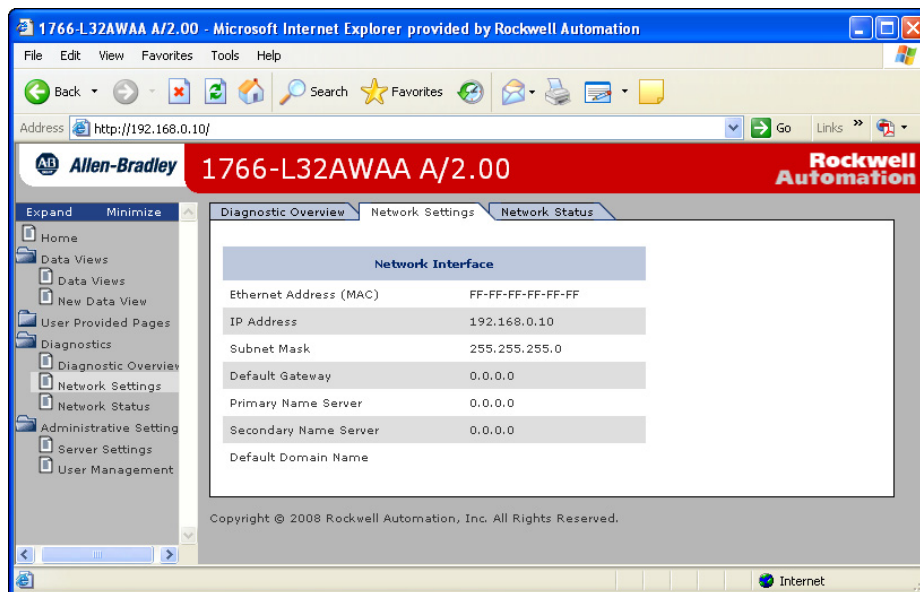 1766-L32AWAA A/2.00 - Microsoft Internet Explorer provided by Rockwell Automation
File Edit View Favorites Tools Help
Back Search Favorites
Address http://192.168.0.10/ Go Links »
AB Allen-Bradley 1766-L32AWAA A/2.00 Rockwell
Automation
Expand Minimize
Home
Data Views
Data Views
New Data View
User Provided Pages
Diagnostics
Diagnostic Overview
Network Settings
Network Status
Administrative Setting
Server Settings
User Management
Diagnostic Overview Network Settings Network Status
Network Interface
Ethernet Address (MAC) FF-FF-FF-FF-FF-FF
IP Address 192.168.0.10
Subnet Mask 255.255.255.0
Default Gateway 0.0.0.0
Primary Name Server 0.0.0.0
Secondary Name Server 0.0.0.0
Default Domain Name
Copyright © 2008 Rockwell Automation, Inc. All Rights Reserved.
Internet